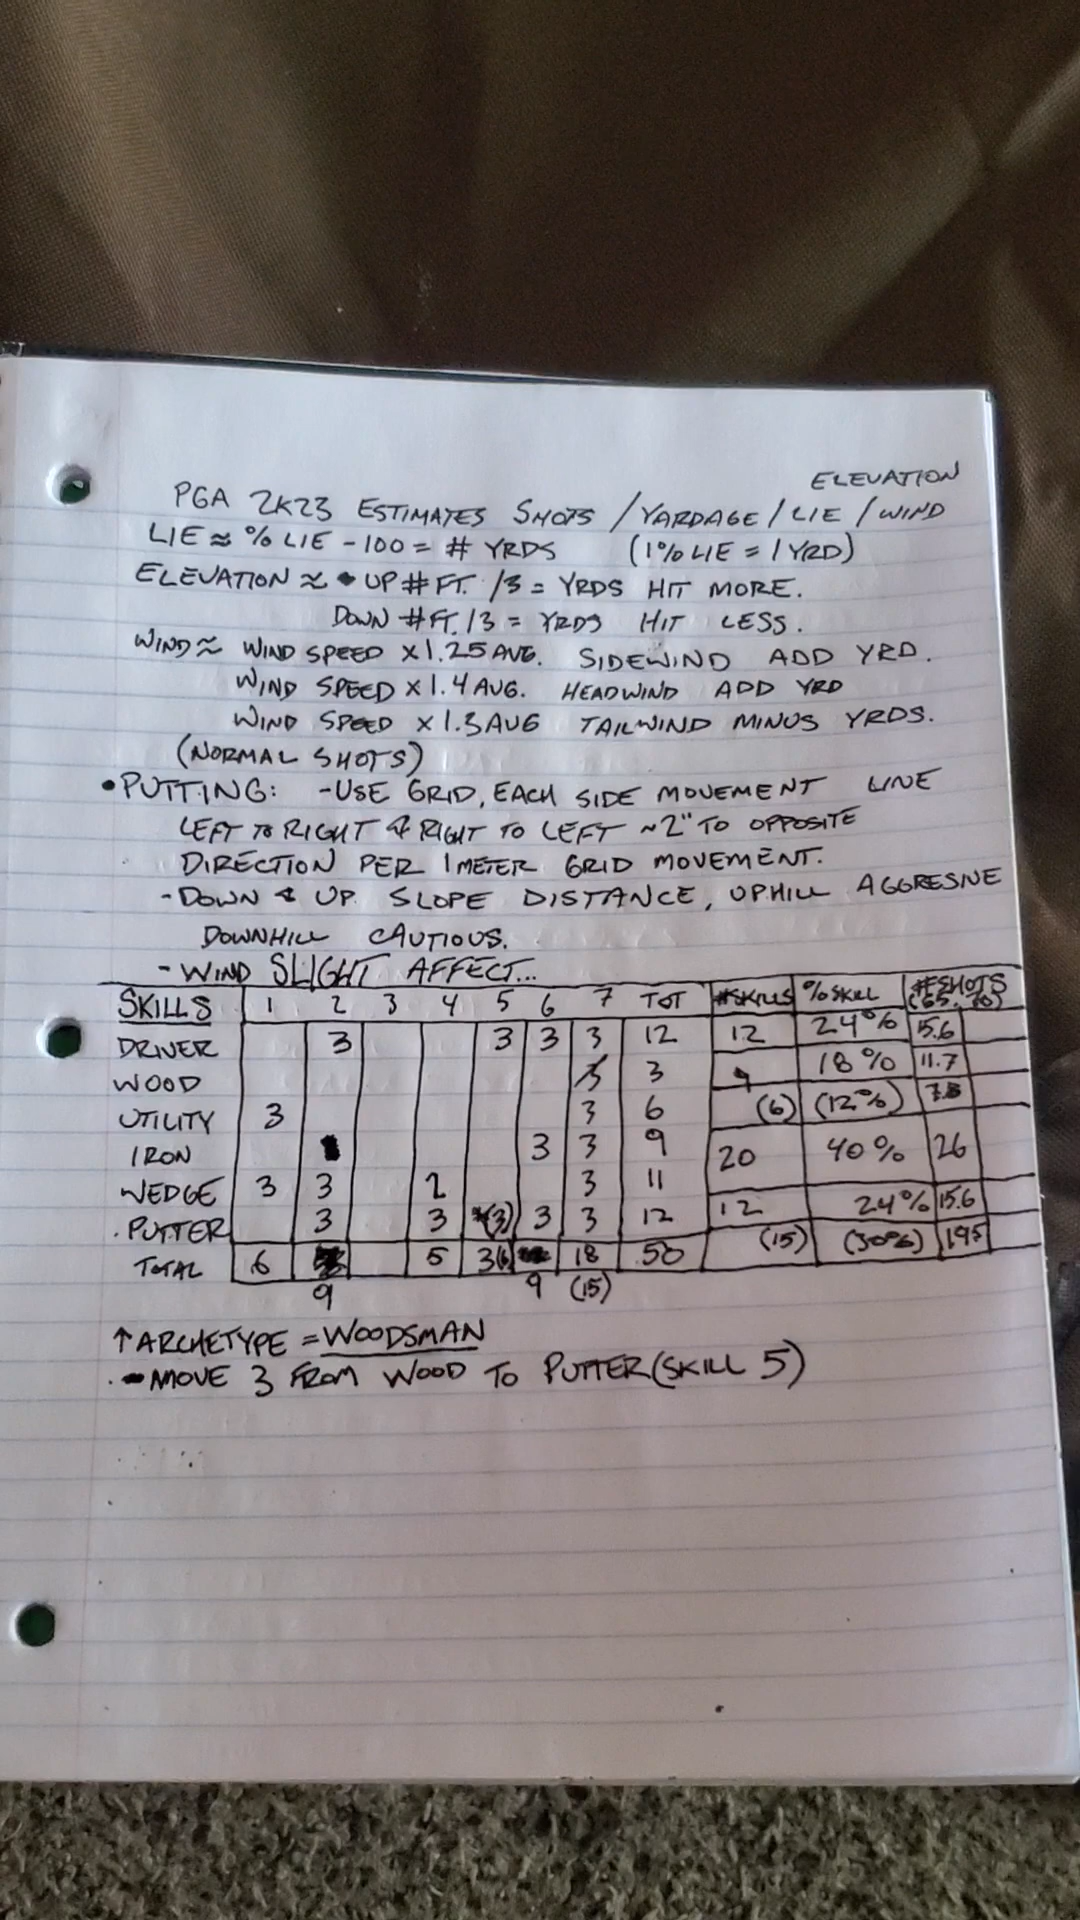 ELEVATION
PGA 2K23 ESTIMATES SHOTS / YARDAGE / LIE / WIND
LIE ≈ % LIE - 100 = # YRDS (1% LIE = 1 YRD)
ELEVATION ≈ UP # FT. /3 = YRDS HIT MORE.
DOWN # FT. /3 = YRDS HIT LESS.
WIND ≈ WIND SPEED X 1.25 AVG. SIDEWIND ADD YRD.
WIND SPEED X 1.4 AUG. HEADWIND ADD YRD
WIND SPEED X 1.3 AUG TAILWIND MINUS YRDS.
(NORMAL SHOTS)
• PUTTING: - USE GRID, EACH SIDE MOVEMENT LINE
LEFT TO RIGHT & RIGHT TO LEFT ~2" TO OPPOSITE
DIRECTION PER 1 METER GRID MOVEMENT.
- DOWN & UP SLOPE DISTANCE, UPHILL AGGRESIVE
DOWNHILL CAUTIOUS.
- WIND SLIGHT AFFECT...
SKILLS 1 2 3 4 5 6 7 TOT #SKILLS % SKILL # SHOTS
DRIVER 3 3 3 3 12 12 24% 15.6
WOOD 3 3 9 18% 11.7
UTILITY 3 3 6 (6) (12%)
IRON 3 3 9 20 40% 26
WEDGE 3 3 2 3 11
PUTTER 3 3 (3) 3 3 12 12 24% 15.6
(15) (30%) 19.5
TOTAL 6 5 18 50
9 9 (15)
↑ ARCHETYPE = WOODSMAN
- MOVE 3 FROM WOOD TO PUTTER (SKILL 5)